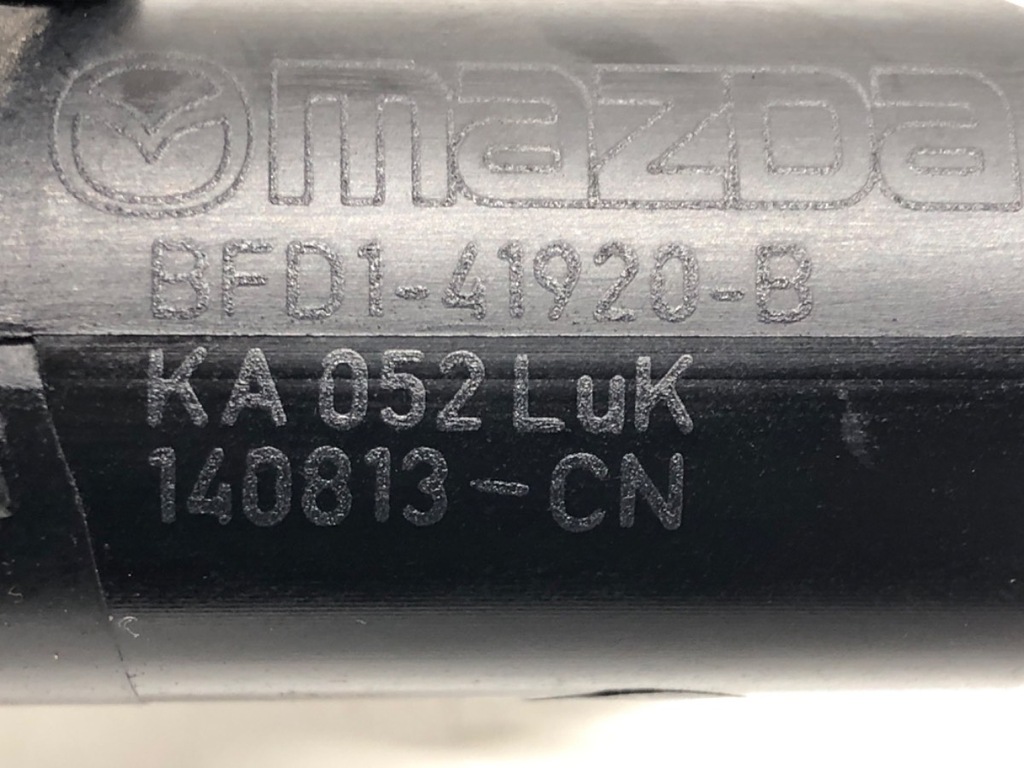 mazda
BFD1-41920-B
KA 052 LuK
140813-CN